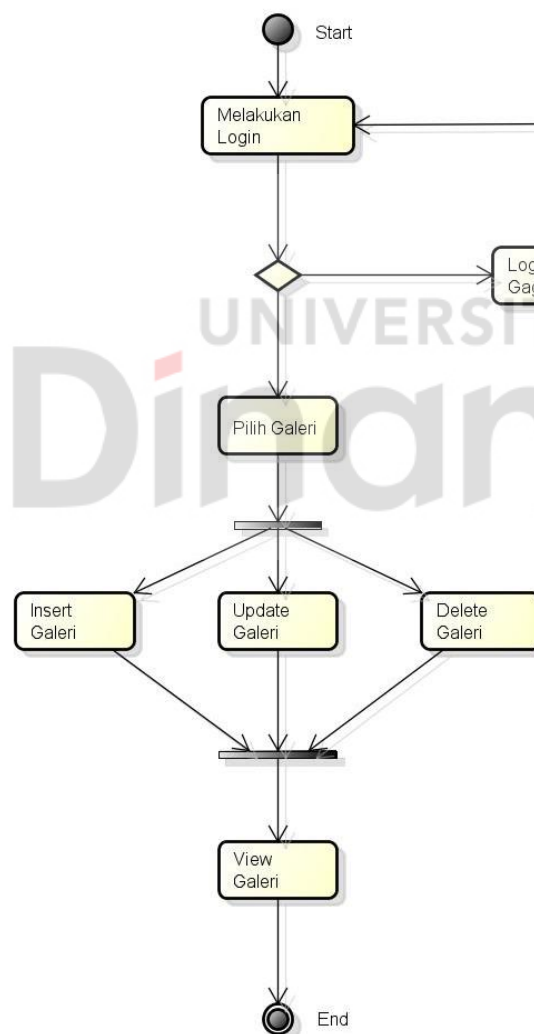 Start
Melakukan
Login
UNIVERSI
Pilih Galeri
Insert
Galeri
Update
Galeri
Delete
Galeri
View
Galeri
End